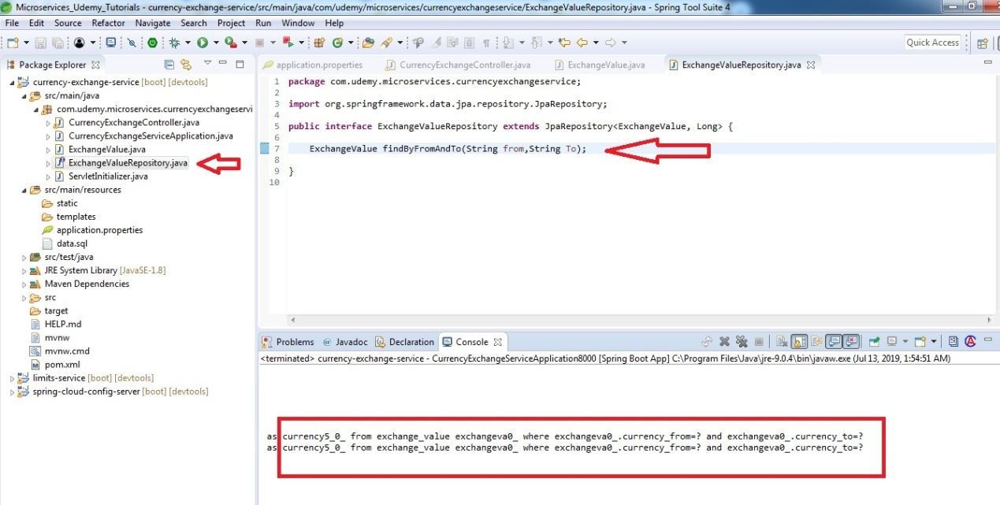 Microservices_Udemy_Tutorials - currency-exchange-service/src/main/java/com/udemy/microservices/currencyexchangeservice/ExchangeValueRepository.java - Spring Tool Suite 4
File Edit Source Refactor Navigate Search Project Run Window Help
Quick Access
Package Explorer
application.properties CurrencyExchangeController.java ExchangeValue.java ExchangeValueRepository.java
currency-exchange-service [boot] [devtools]
src/main/java
com.udemy.microservices.currencyexchangeservi
CurrencyExchangeController.java
CurrencyExchangeServiceApplication.java
ExchangeValue.java
ExchangeValueRepository.java
ServletInitializer.java
src/main/resources
static
templates
application.properties
data.sql
src/test/java
JRE System Library [JavaSE-1.8]
Maven Dependencies
src
target
HELP.md
mvnw
mvnw.cmd
pom.xml
limits-service [boot] [devtools]
spring-cloud-config-server [boot] [devtools]
1 package com.udemy.microservices.currencyexchangeservice;
2
3 import org.springframework.data.jpa.repository.JpaRepository;
4
5 public interface ExchangeValueRepository extends JpaRepository<ExchangeValue, Long> {
6
7 ExchangeValue findByFromAndTo(String from,String To);
8
9 }
10
Problems @ Javadoc Declaration Console
<terminated> currency-exchange-service - CurrencyExchangeServiceApplication8000 [Spring Boot App] C:\Program Files\Java\jre-9.0.4\bin\javaw.exe (Jul 13, 2019, 1:54:51 AM)
as currency5_0_ from exchange_value exchangeva0_ where exchangeva0_.currency_from=? and exchangeva0_.currency_to=?
as currency5_0_ from exchange_value exchangeva0_ where exchangeva0_.currency_from=? and exchangeva0_.currency_to=?